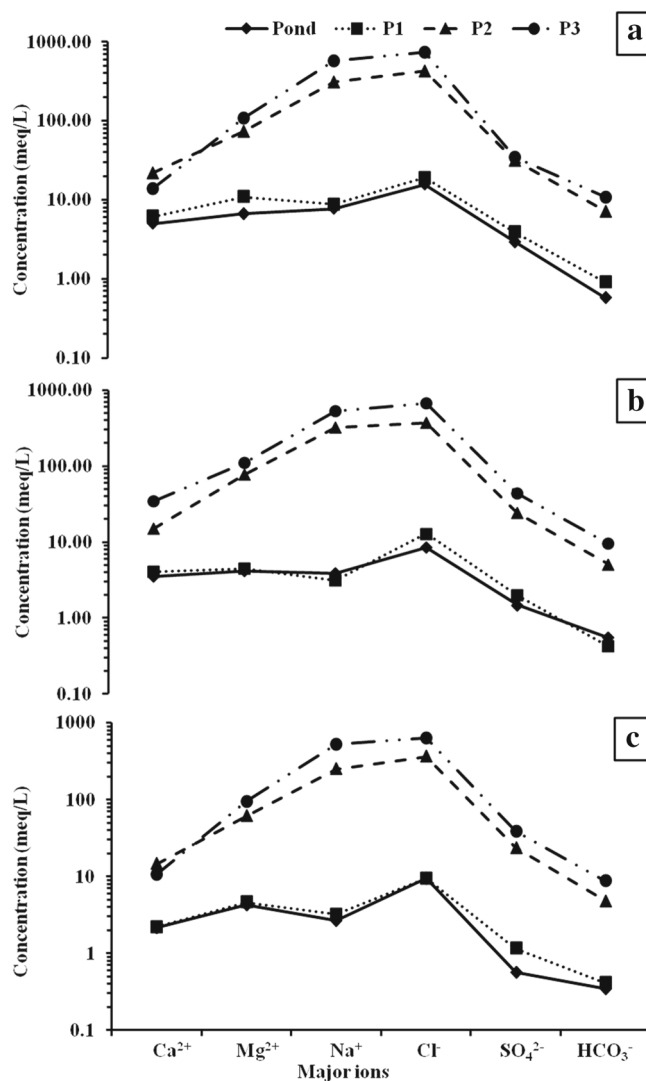 Pond P1 P2 P3
a
1000.00
100.00
10.00
1.00
0.10
Concentration (meq/L)
b
1000.00
100.00
10.00
1.00
0.10
Concentration (meq/L)
c
1000
100
10
1
0.1
Concentration (meq/L)
Ca²⁺ Mg²⁺ Na⁺ Cl⁻ SO₄²⁻ HCO₃⁻
Major ions